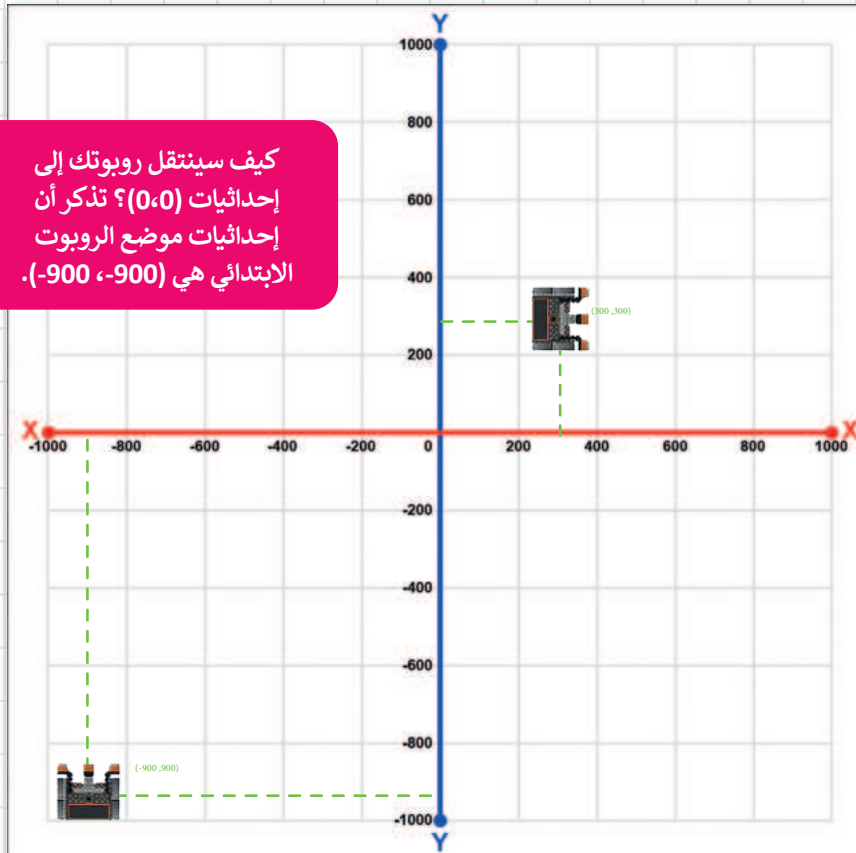 Y
1000
800
كيف سينتقل روبوتك إلى
إحداثيات (0،0)؟ تذكر أن
إحداثيات موضع الروبوت
الابتدائي هي (900-، 900-).
600
400
(300 ,300)
200
X X
-1000 -800 -600 -400 -200 0 200 400 600 800 1000
-200
-400
-600
-800
(-900 ,900)
-1000
Y